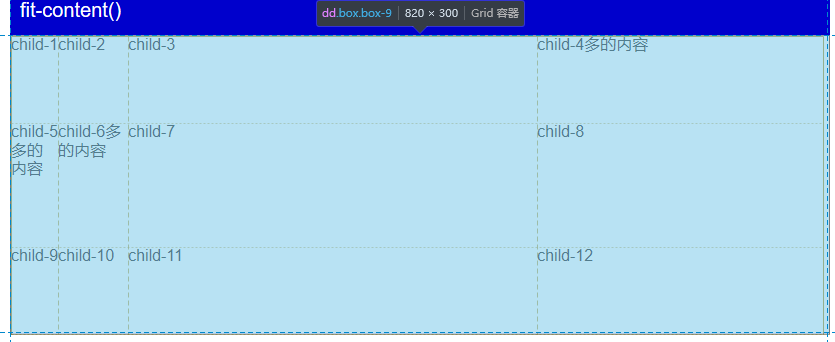 fit-content()
dd.box.box-9 820 × 300 Grid 容器
child-1 child-2 child-3 child-4多的内容
child-5 child-6多 child-7 child-8
多的 的内容
内容
child-9 child-10 child-11 child-12